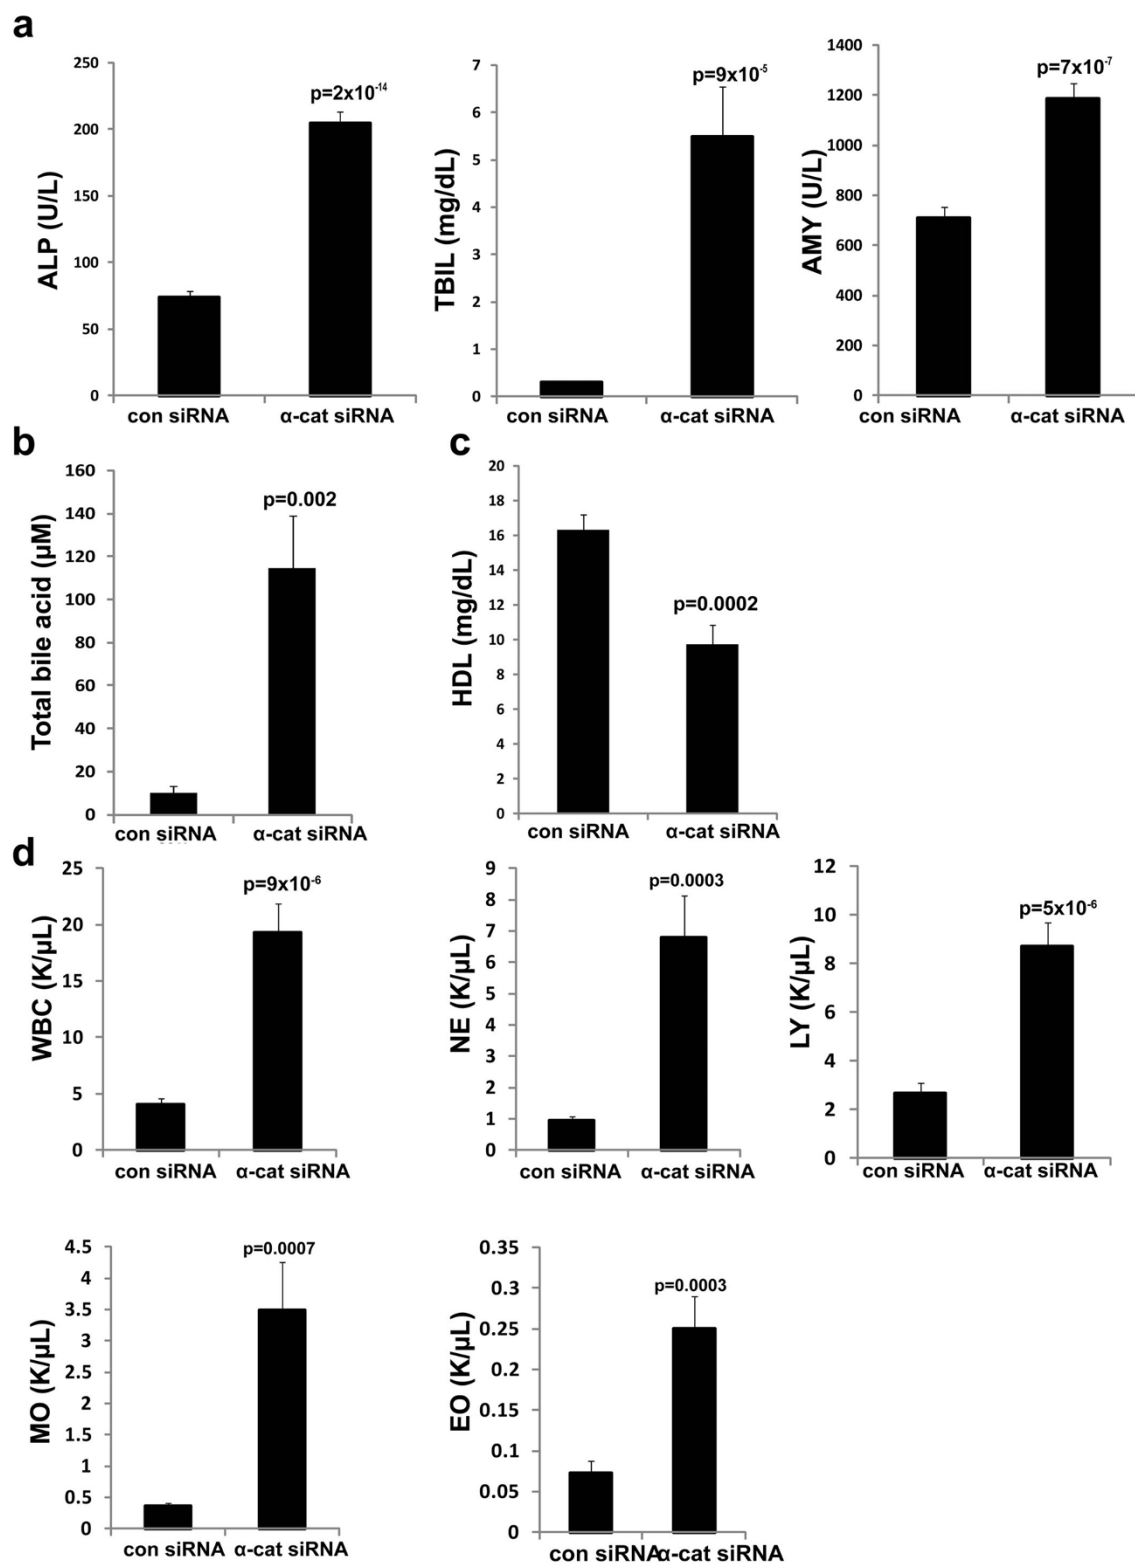 a
ALP (U/L)
250
200
150
100
50
0
p=2x10⁻¹⁴
con siRNA α-cat siRNA
TBIL (mg/dL)
7
6
5
4
3
2
1
0
p=9x10⁻⁵
con siRNA α-cat siRNA
AMY (U/L)
1400
1200
1000
800
600
400
200
0
p=7x10⁻⁷
con siRNA α-cat siRNA
b
Total bile acid (µM)
160
140
120
100
80
60
40
20
0
p=0.002
con siRNA α-cat siRNA
c
HDL (mg/dL)
20
18
16
14
12
10
8
6
4
2
0
p=0.0002
con siRNA α-cat siRNA
d
WBC (K/µL)
25
20
15
10
5
0
p=9x10⁻⁶
con siRNA α-cat siRNA
NE (K/µL)
9
8
7
6
5
4
3
2
1
0
p=0.0003
con siRNA α-cat siRNA
LY (K/µL)
12
10
8
6
4
2
0
p=5x10⁻⁶
con siRNA α-cat siRNA
MO (K/µL)
4.5
4
3.5
3
2.5
2
1.5
1
0.5
0
p=0.0007
con siRNA α-cat siRNA
EO (K/µL)
0.35
0.3
0.25
0.2
0.15
0.1
0.05
0
p=0.0003
con siRNA α-cat siRNA